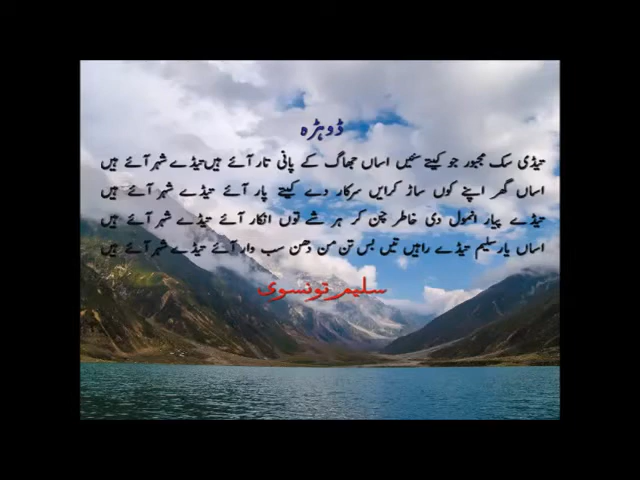 ڈوہڑہ
تیڈی سک مجبور جو کیتے سئیں اساں جھاگ کے پانی تار آئے ہیں تیڈے شہر آئے ہیں
اساں گھر اپنے کوں ساڑ کرایں سرکار دے کیتے پار آئے تیڈے شہر آئے ہیں
تیڈے پیار انمول دی خاطر چن کر ہر شے توں انکار آئے تیڈے شہر آئے ہیں
اساں یار سلیم تیڈے راہیں تیں بس تن من دھن سب وار آئے تیڈے شہر آئے ہیں
سلیم تونسوی